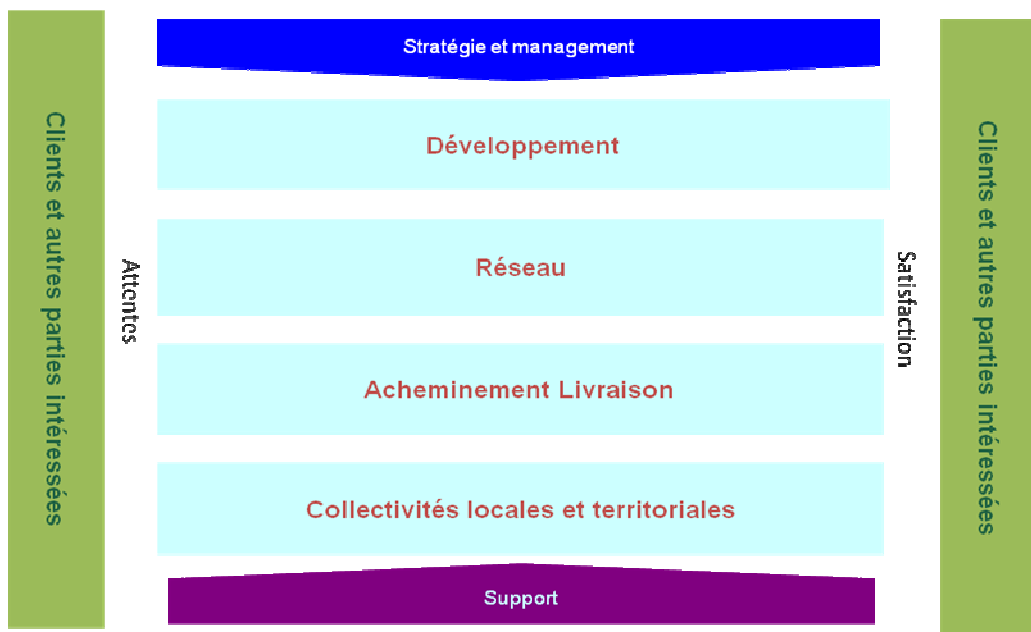 Clients et autres parties intéressées
Attentes
Stratégie et management
Développement
Réseau
Acheminement Livraison
Collectivités locales et territoriales
Support
Satisfaction
Clients et autres parties intéressées